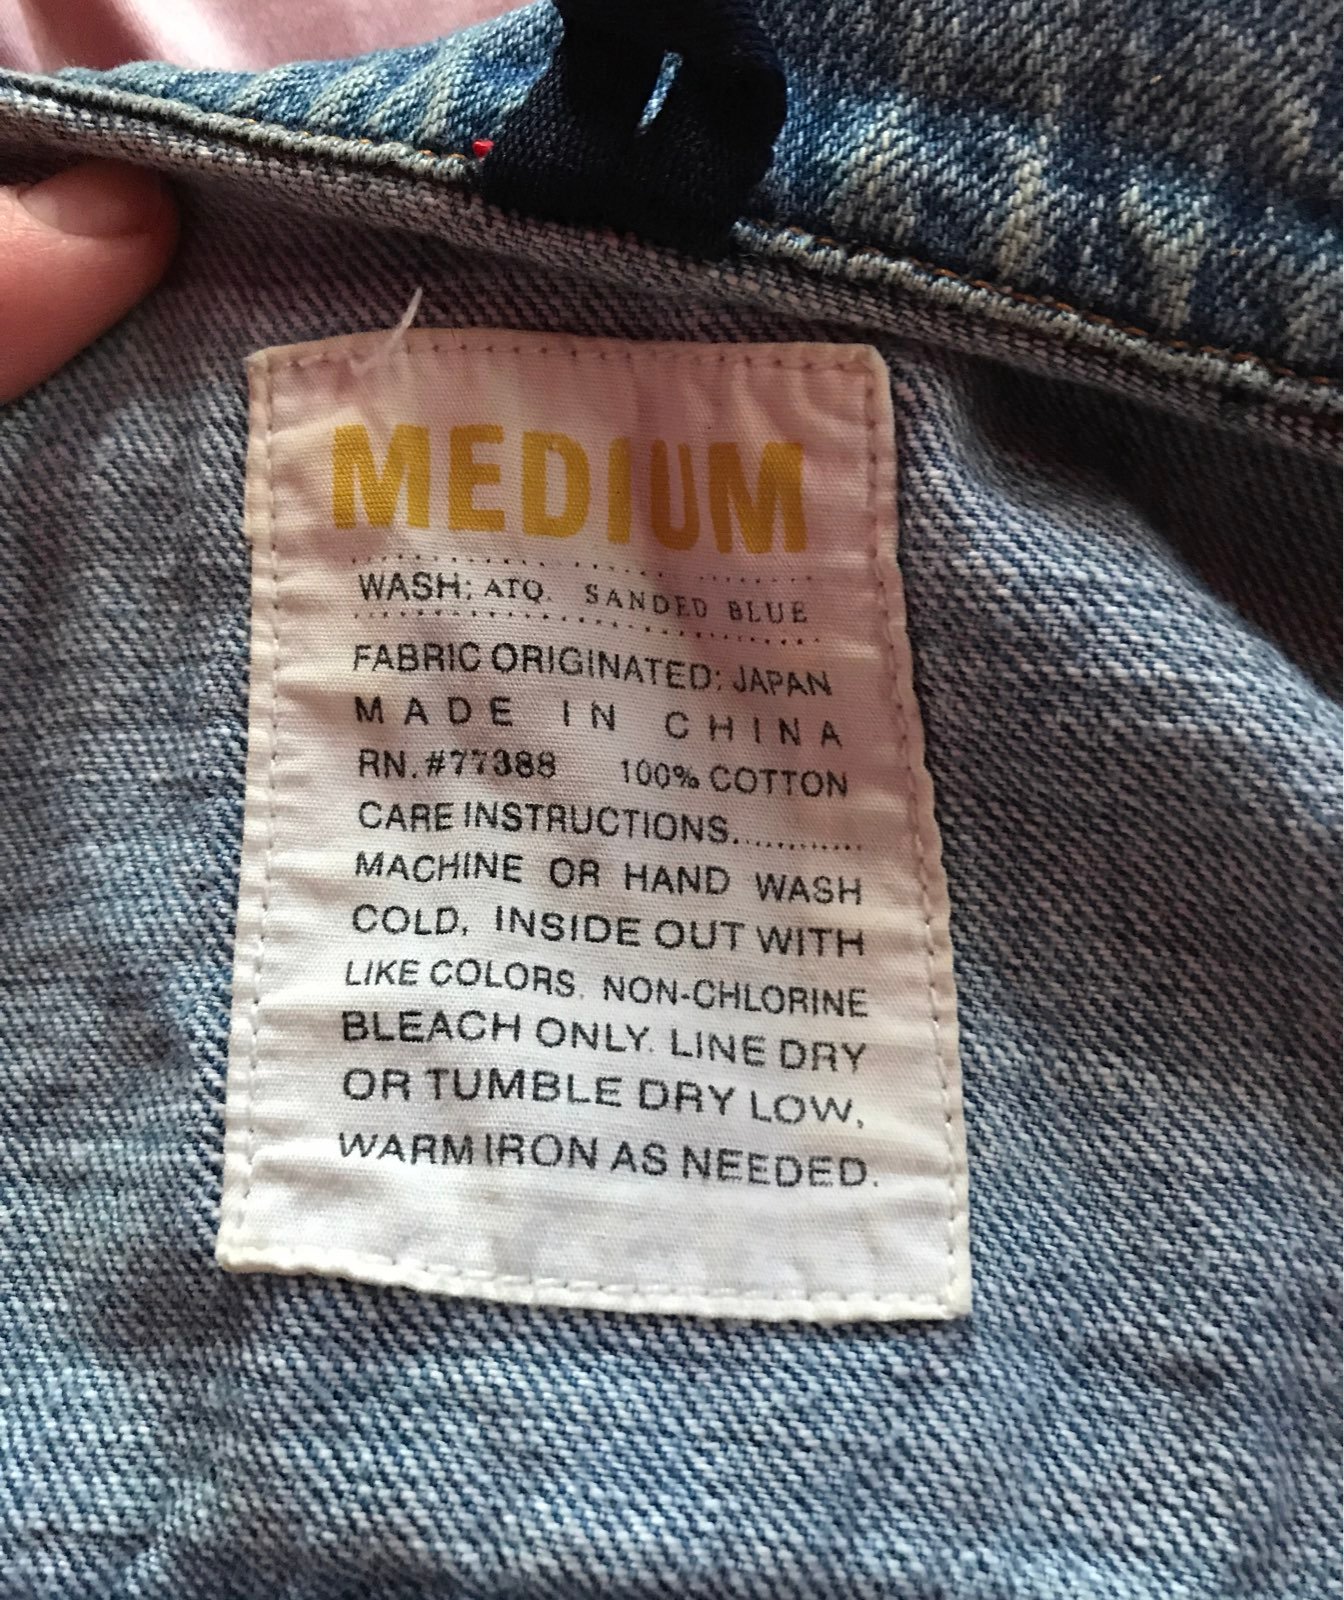 MEDIUM
WASH: ATQ. SANDED BLUE
FABRIC ORIGINATED: JAPAN
MADE IN CHINA
RN. #77388 100% COTTON
CARE INSTRUCTIONS.............
MACHINE OR HAND WASH
COLD, INSIDE OUT WITH
LIKE COLORS. NON-CHLORINE
BLEACH ONLY. LINE DRY
OR TUMBLE DRY LOW,
WARM IRON AS NEEDED.